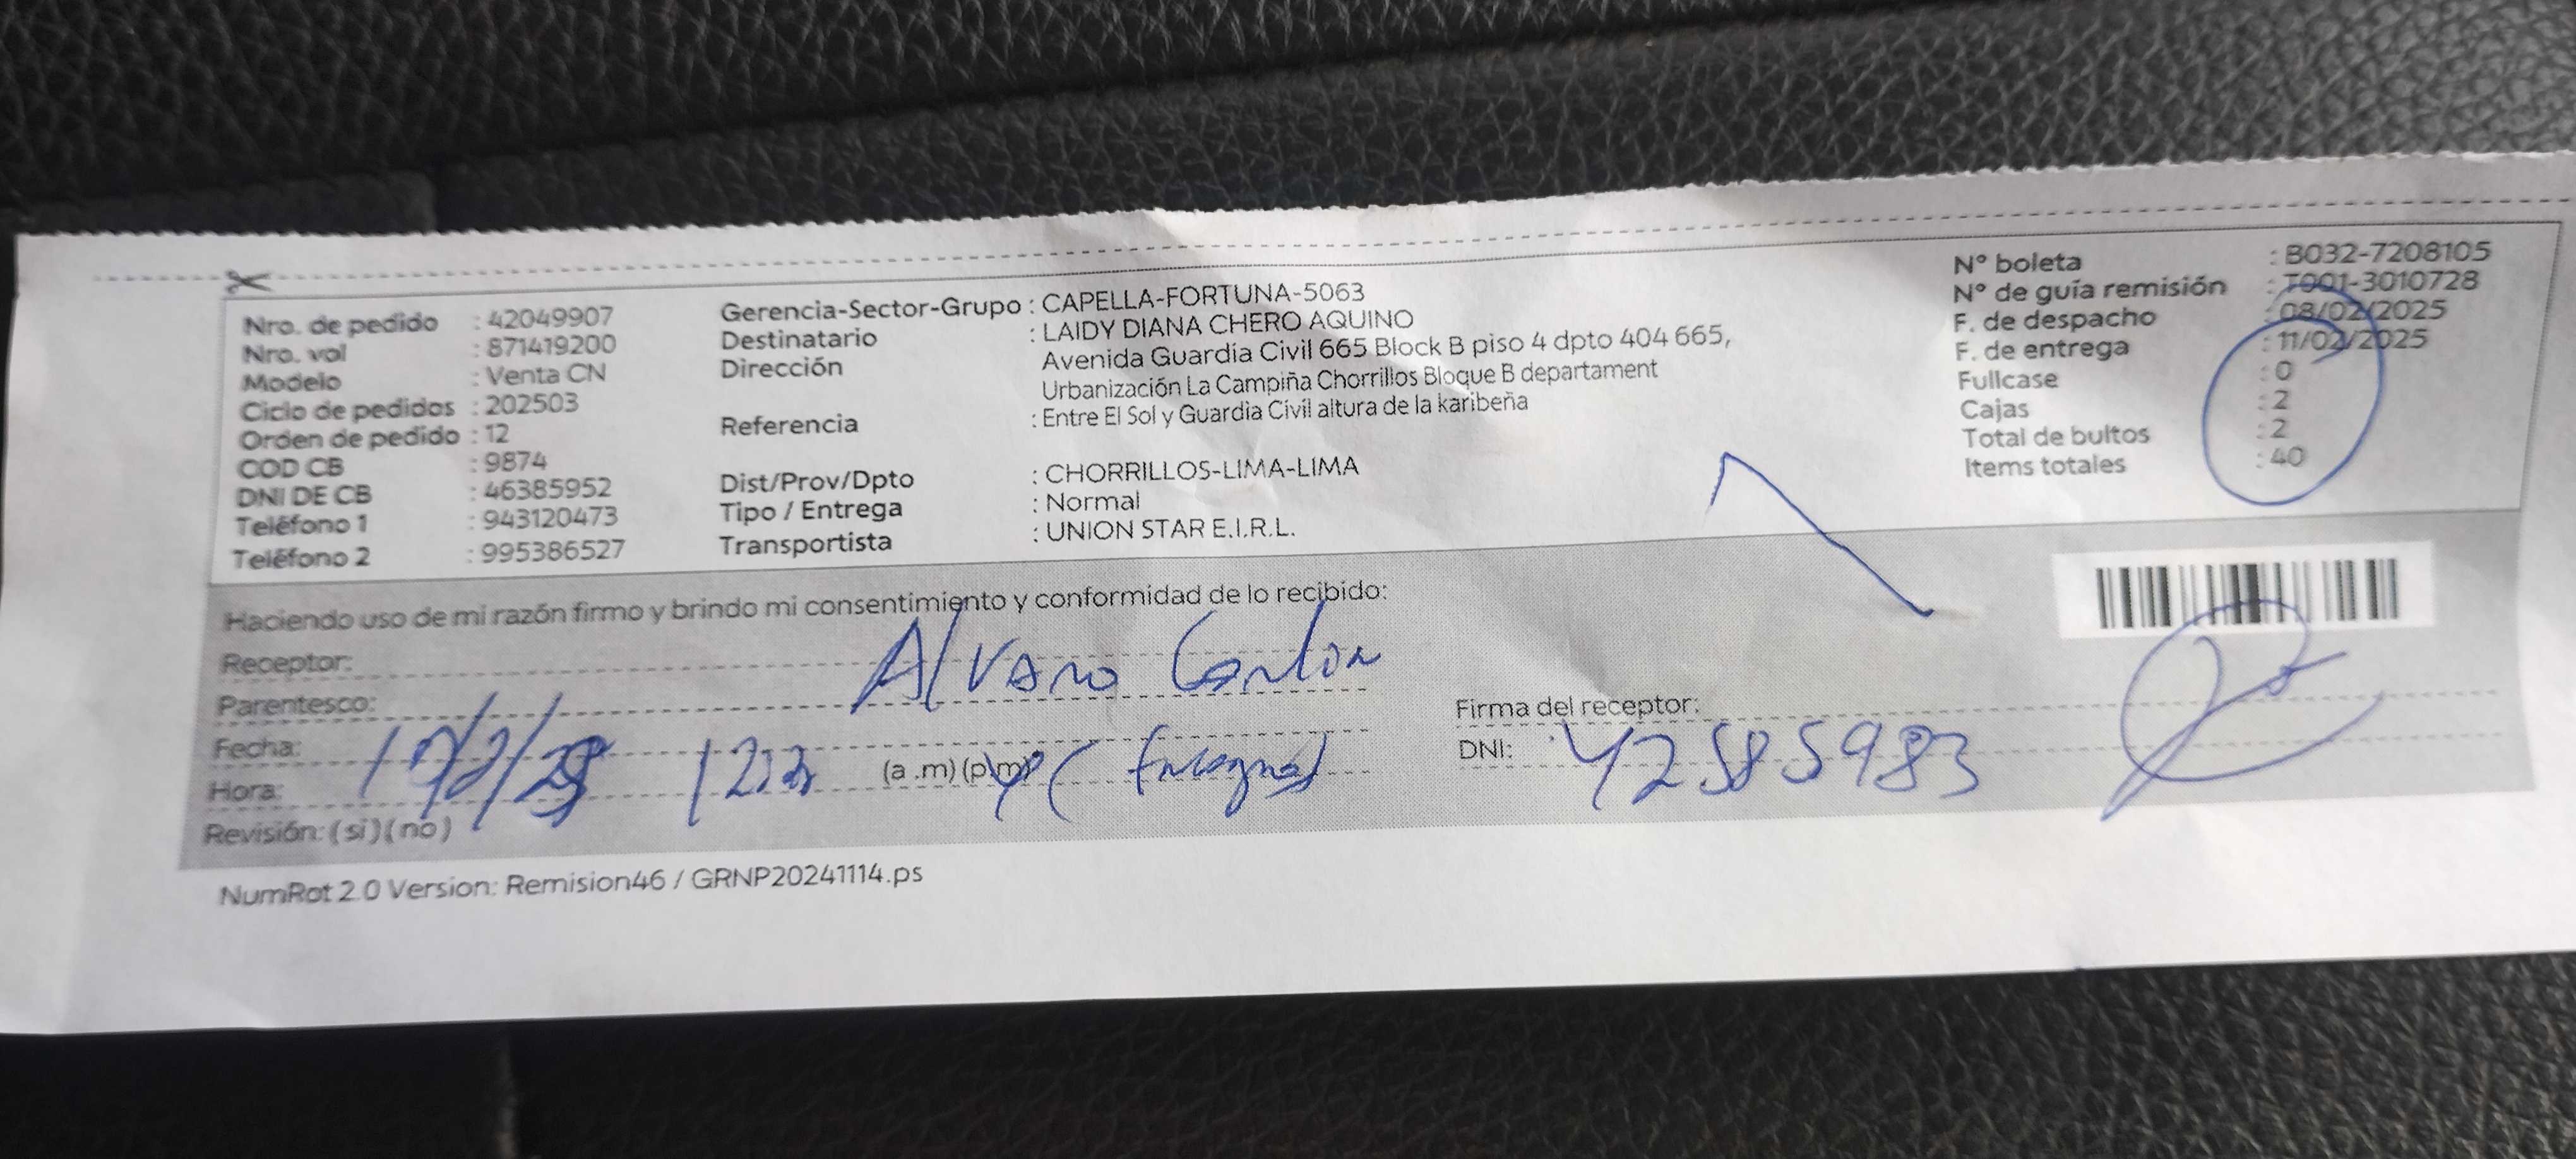 Nro. de pedido : 42049907
Nro. vol : 871419200
Modelo : Venta CN
Ciclo de pedidos : 202503
Orden de pedido : 12
COD CB : 9874
DNI DE CB : 46385952
Teléfono 1 : 943120473
Teléfono 2 : 995386527
Gerencia-Sector-Grupo : CAPELLA-FORTUNA-5063
Destinatario : LAIDY DIANA CHERO AQUINO
Dirección Avenida Guardia Civil 665 Block B piso 4 dpto 404 665,
Urbanización La Campiña Chorrillos Bloque B departament
Referencia : Entre El Sol y Guardia Civil altura de la karibeña
Dist/Prov/Dpto : CHORRILLOS-LIMA-LIMA
Tipo / Entrega : Normal
Transportista : UNION STAR E.I.R.L.
N° boleta : B032-7208105
N° de guía remisión : T001-3010728
F. de despacho : 08/02/2025
F. de entrega : 11/02/2025
Fullcase : 0
Cajas : 2
Total de bultos : 2
Items totales : 40
Haciendo uso de mi razón firmo y brindo mi consentimiento y conformidad de lo recibido:
Receptor: Alvaro
Parentesco:
Fecha:
Hora: (a .m) (p.m)
Revisión: (si) (no)
Firma del receptor:
DNI: 42585983
NumRot 2.0 Version: Remision46 / GRNP20241114.ps